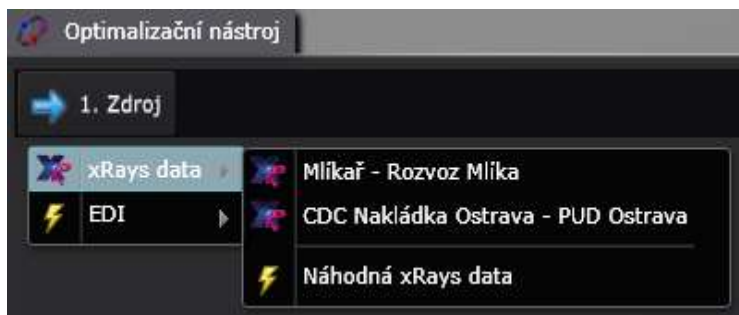 Optimalizační nástroj
1. Zdroj
xRays data
EDI
Mlíkař - Rozvoz Mlíka
CDC Nakládka Ostrava - PUD Ostrava
Náhodná xRays data